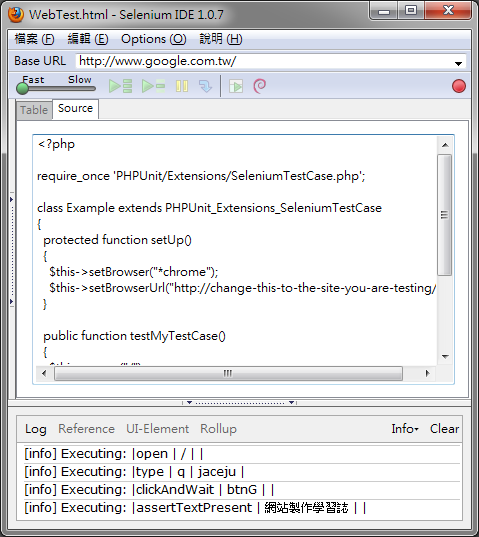 WebTest.html - Selenium IDE 1.0.7
檔案 (F) 編輯 (E) Options (O) 說明 (H)
Base URL http://www.google.com.tw/
Fast Slow
Table Source
<?php
require_once 'PHPUnit/Extensions/SeleniumTestCase.php';
class Example extends PHPUnit_Extensions_SeleniumTestCase
{
protected function setUp()
{
$this->setBrowser("*chrome");
$this->setBrowserUrl("http://change-this-to-the-site-you-are-testing/
}
public function testMyTestCase()
{
Log Reference UI-Element Rollup Info Clear
[info] Executing: |open | / | |
[info] Executing: |type | q | jaceju |
[info] Executing: |clickAndWait | btnG | |
[info] Executing: |assertTextPresent | 網站製作學習誌 | |